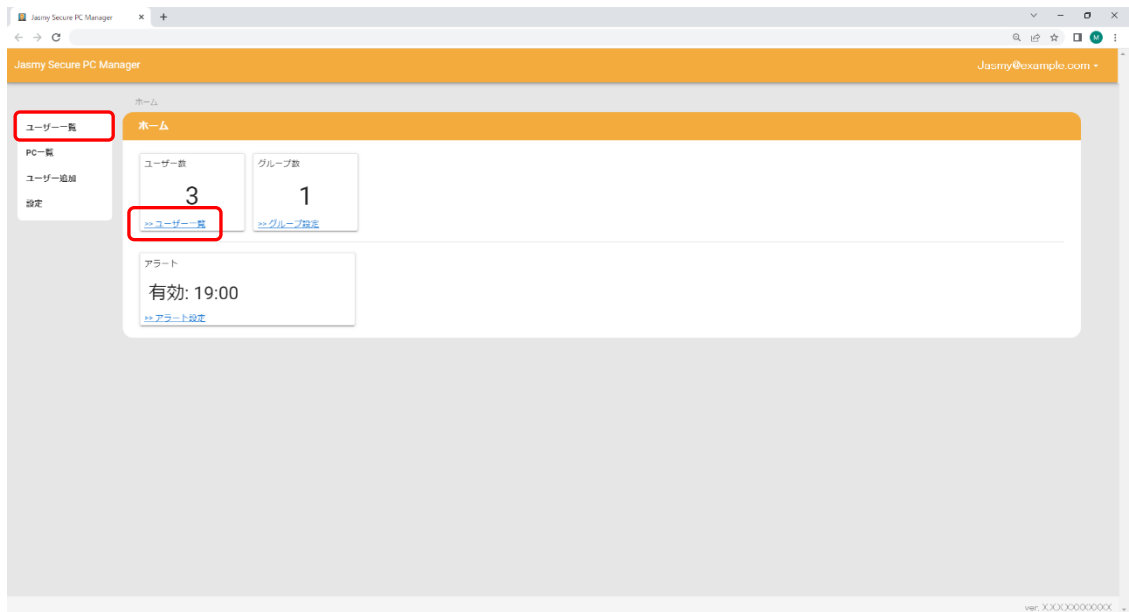 Jasmy Secure PC Manager
Jasmy Secure PC Manager
Jasmy@example.com
ホーム
ユーザー一覧
PC一覧
ユーザー追加
設定
ホーム
ユーザー数
3
>> ユーザー一覧
グループ数
1
>> グループ設定
アラート
有効: 19:00
>> アラート設定
M